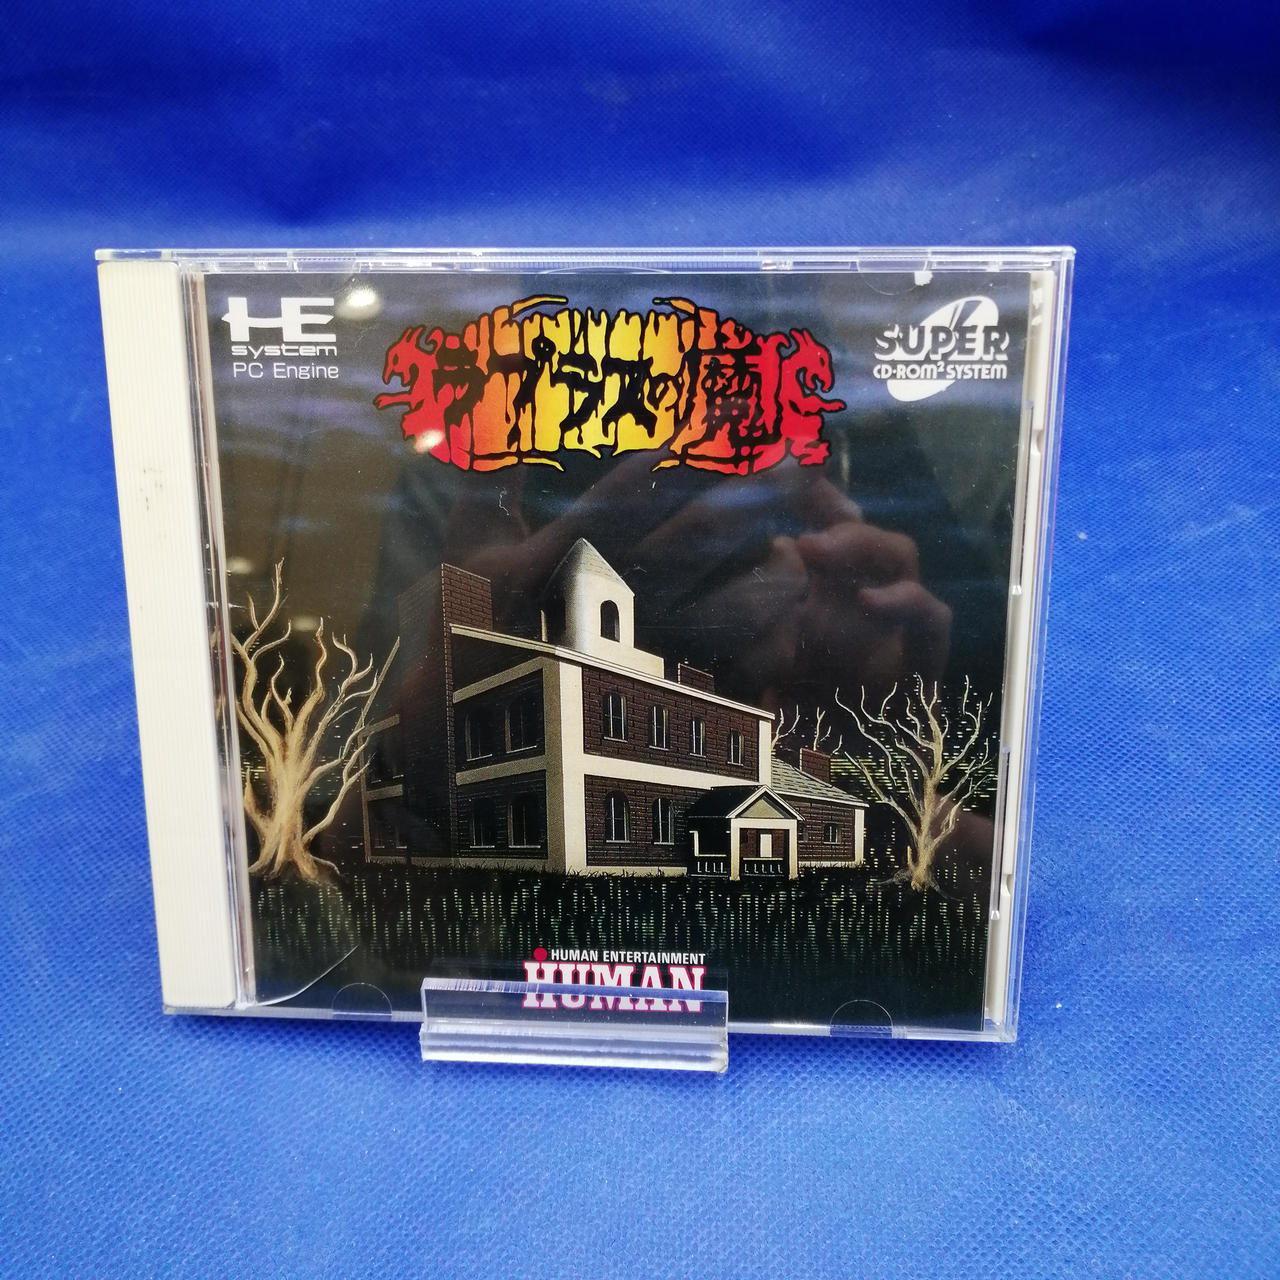 HE
system
PC Engine
ラプラスの魔
SUPER
CD-ROM² SYSTEM
HUMAN ENTERTAINMENT
HUMAN